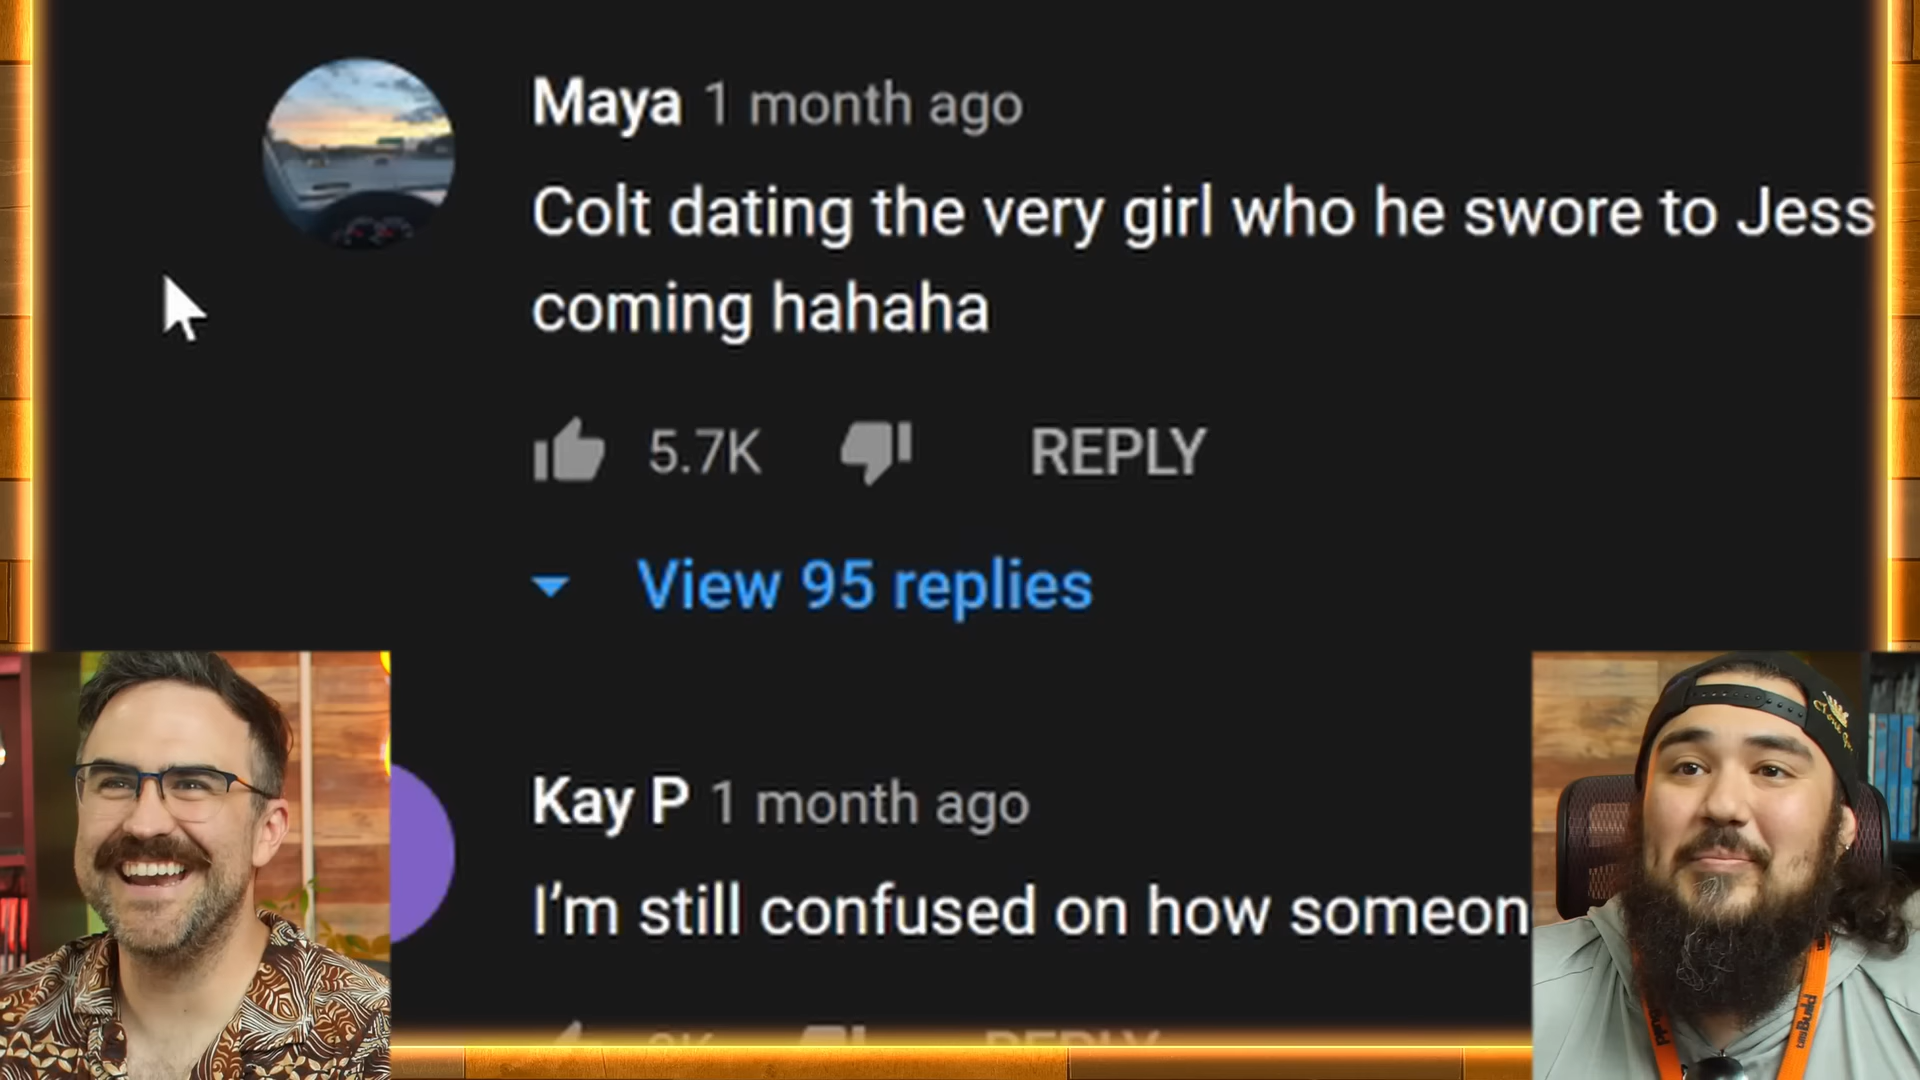 Maya 1 month ago
Colt dating the very girl who he swore to Jess
coming hahaha
5.7K REPLY
View 95 replies
Kay P 1 month ago
I'm still confused on how someon
REPLY